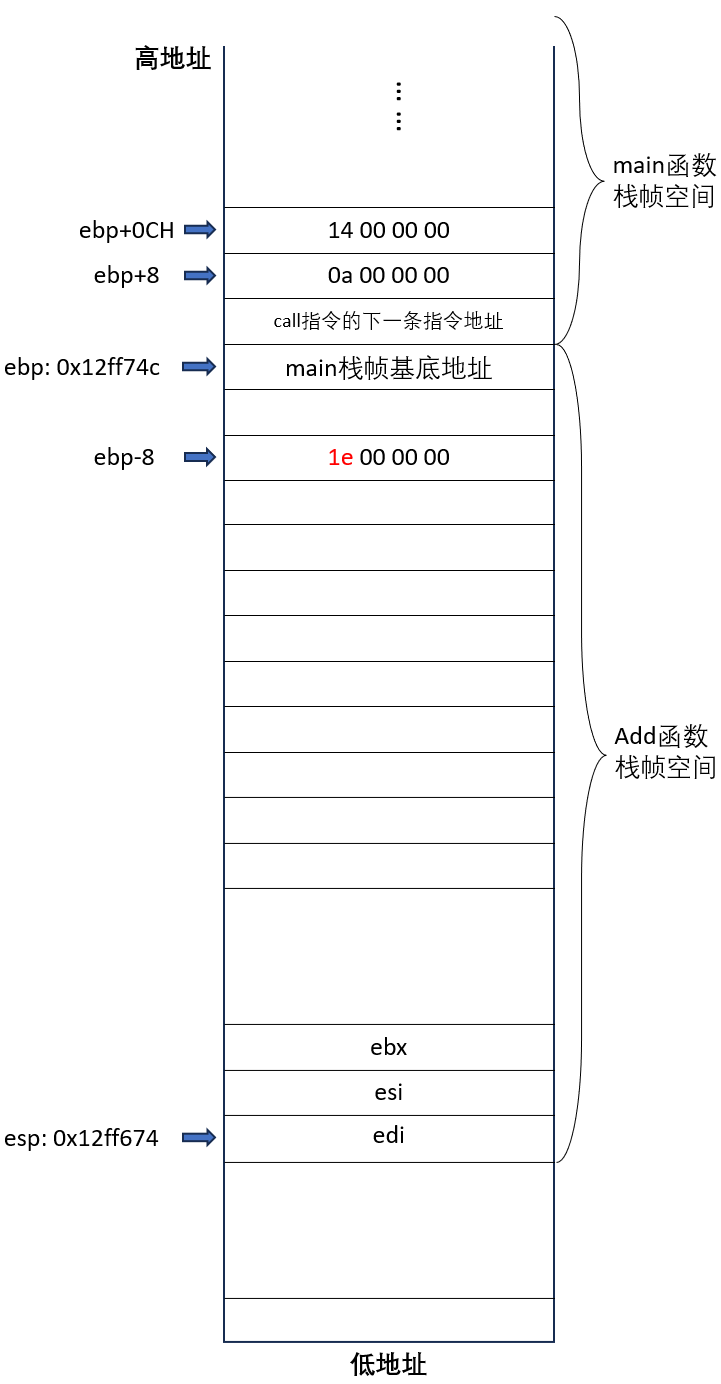 高地址
⋮
⋮
main函数
栈帧空间
ebp+0CH
14 00 00 00
ebp+8
0a 00 00 00
call指令的下一条指令地址
ebp: 0x12ff74c
main栈帧基底地址
ebp-8
1e 00 00 00
Add函数
栈帧空间
ebx
esi
esp: 0x12ff674
edi
低地址